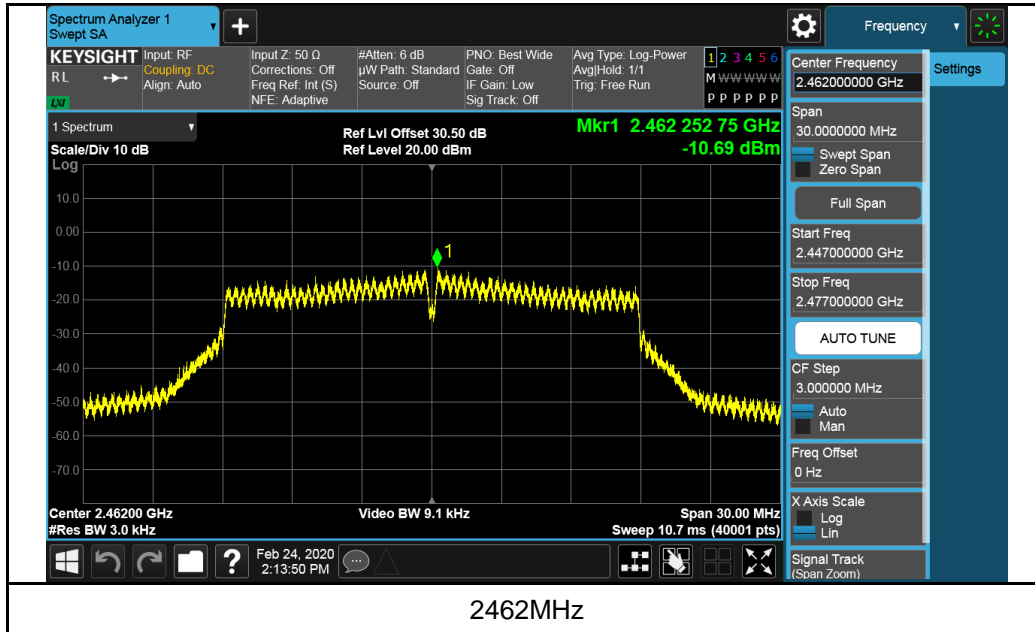 Spectrum Analyzer 1
Swept SA
+
Frequency
KEYSIGHT
RL
LXI
Input: RF
Coupling: DC
Align: Auto
Input Z: 50 Ω
Corrections: Off
Freq Ref: Int (S)
NFE: Adaptive
#Atten: 6 dB
µW Path: Standard
Source: Off
PNO: Best Wide
Gate: Off
IF Gain: Low
Sig Track: Off
Avg Type: Log-Power
Avg|Hold: 1/1
Trig: Free Run
1 2 3 4 5 6
M W W W W W
P P P P P P
1 Spectrum
Scale/Div 10 dB
Log
Ref Lvl Offset 30.50 dB
Ref Level 20.00 dBm
Mkr1 2.462 252 75 GHz
-10.69 dBm
1
10.0
0.00
-10.0
-20.0
-30.0
-40.0
-50.0
-60.0
-70.0
Center 2.46200 GHz
#Res BW 3.0 kHz
Video BW 9.1 kHz
Span 30.00 MHz
Sweep 10.7 ms (40001 pts)
?
Feb 24, 2020
2:13:50 PM
Center Frequency
2.462000000 GHz
Span
30.0000000 MHz
Swept Span
Zero Span
Full Span
Start Freq
2.447000000 GHz
Stop Freq
2.477000000 GHz
AUTO TUNE
CF Step
3.000000 MHz
Auto
Man
Freq Offset
0 Hz
X Axis Scale
Log
Lin
Signal Track
(Span Zoom)
Settings
2462MHz